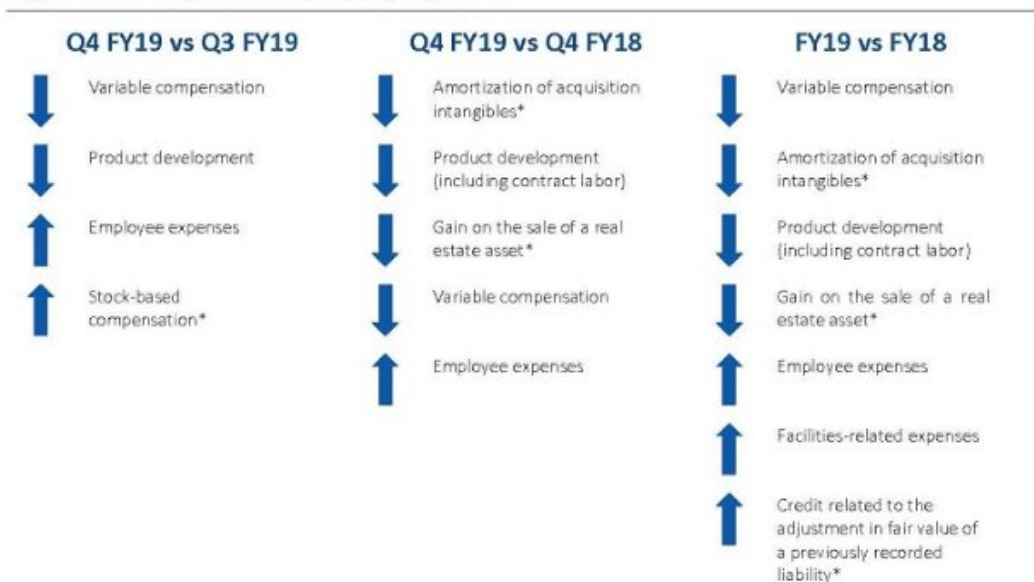 Q4 FY19 vs Q3 FY19
Variable compensation
Product development
Employee expenses
Stock-based
compensation*
Q4 FY19 vs Q4 FY18
Amortization of acquisition
intangibles*
Product development
(including contract labor)
Gain on the sale of a real
estate asset*
Variable compensation
Employee expenses
FY19 vs FY18
Variable compensation
Amortization of acquisition
intangibles*
Product development
(including contract labor)
Gain on the sale of a real
estate asset*
Employee expenses
Facilities-related expenses
Credit related to the
adjustment in fair value of
a previously recorded
liability*